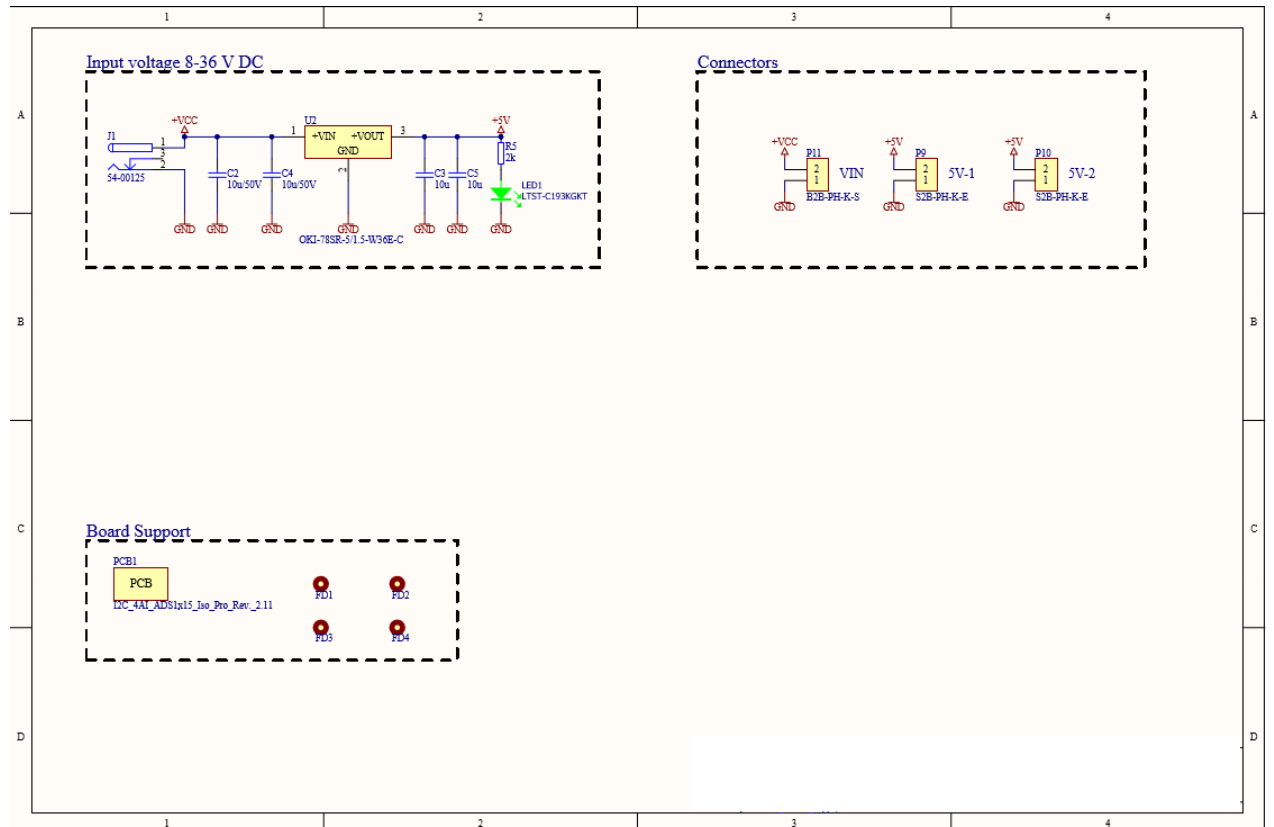 1 2 3 4
Input voltage 8-36 V DC
Connectors
A A
+VCC U2 +5V
J1 1 1 +VIN +VOUT 3 R5
3 GND 2k
2 2
54-00125
C2 C4 C3 C5
10u/50V 10u/50V 10u 10u
LED1
LTST-C193KGKT
GND GND GND GND GND GND GND
OKI-78SR-5/1.5-W36E-C
+VCC P11 +5V P9 +5V P10
2 VIN 2 5V-1 2 5V-2
1 1 1
B2B-PH-K-S S2B-PH-K-E S2B-PH-K-E
GND GND GND
B B
C C
Board Support
PCB1
PCB
I2C_4AI_ADS1x15_Iso_Pro_Rev._2.11
FD1 FD2
FD3 FD4
D D
1 2 3 4